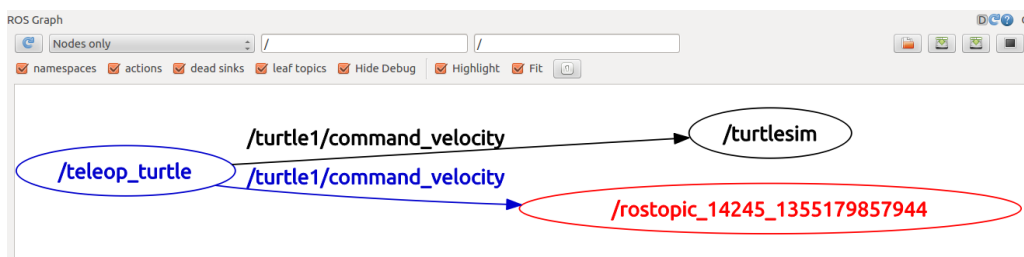 ROS Graph
D
Nodes only / /
namespaces actions dead sinks leaf topics Hide Debug Highlight Fit
/turtle1/command_velocity
/turtlesim
/teleop_turtle
/turtle1/command_velocity
/rostopic_14245_1355179857944